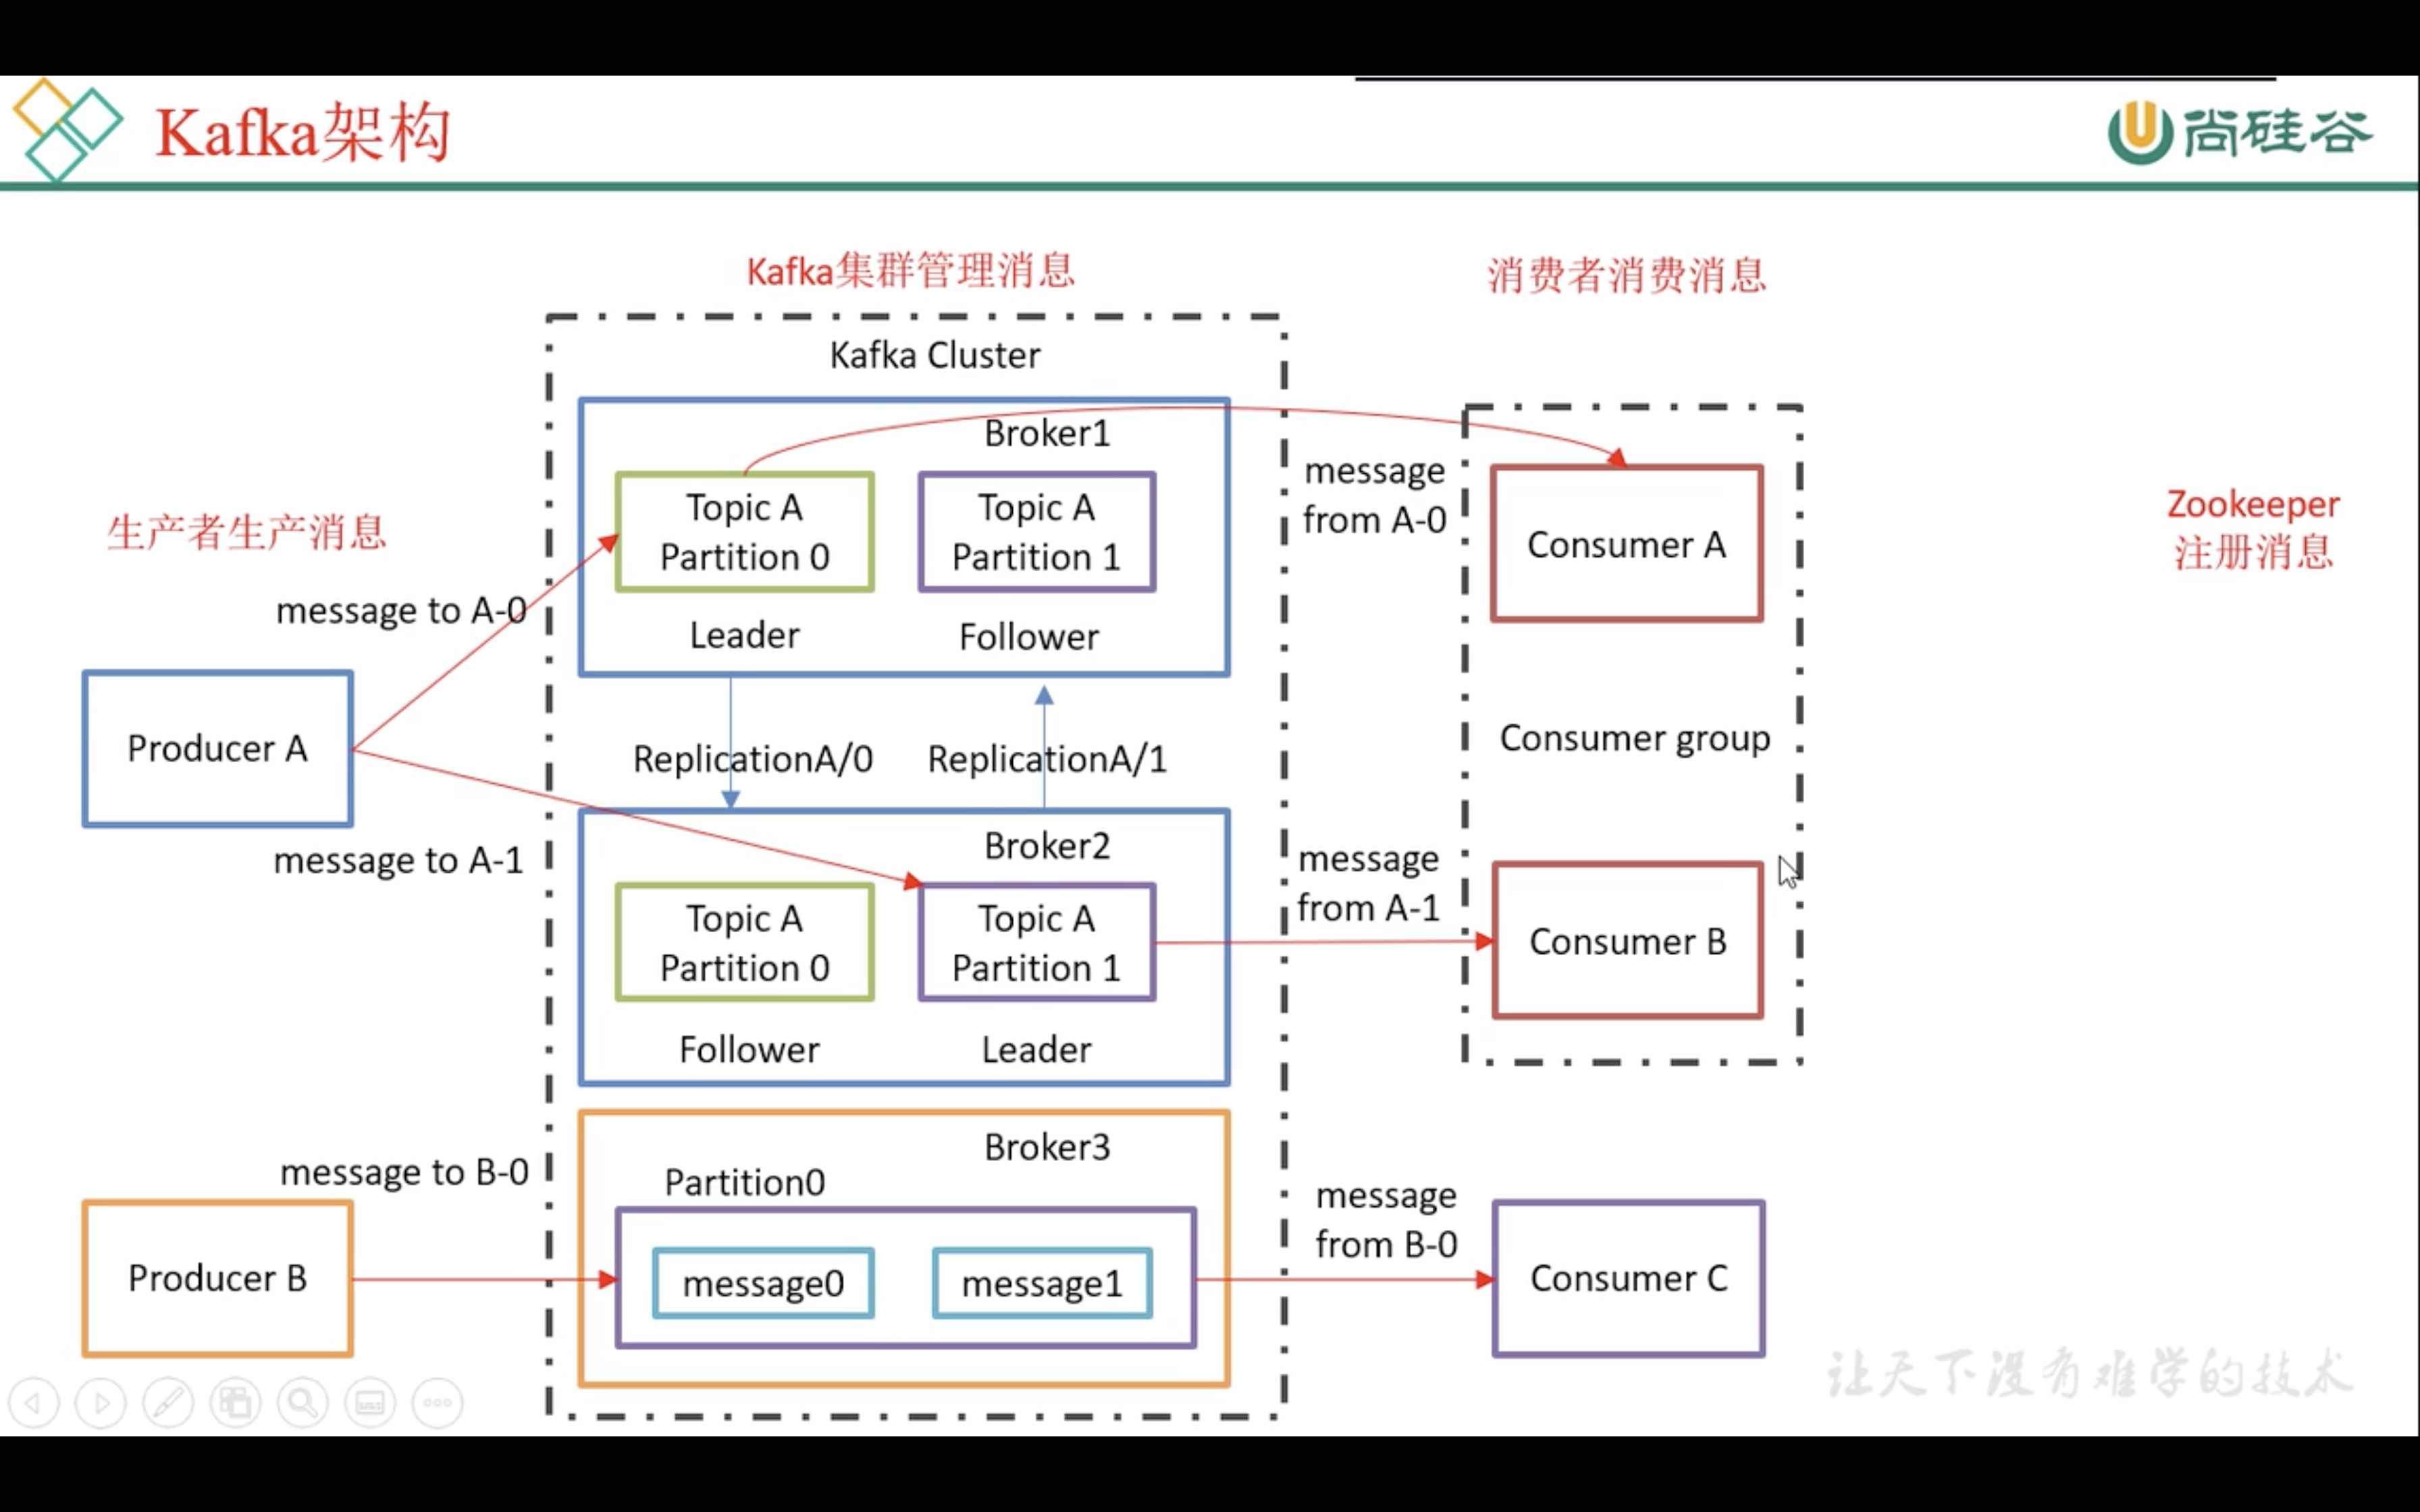 Kafka架构
尚硅谷
Kafka集群管理消息
消费者消费消息
Kafka Cluster
Broker1
Topic A
Partition 0
Topic A
Partition 1
Leader
Follower
message
from A-0
Consumer A
Zookeeper
注册消息
生产者生产消息
message to A-0
Producer A
message to A-1
ReplicationA/0
ReplicationA/1
Consumer group
Broker2
Topic A
Partition 0
Topic A
Partition 1
Follower
Leader
message
from A-1
Consumer B
message to B-0
Producer B
Broker3
Partition0
message0
message1
message
from B-0
Consumer C
让天下没有难学的技术